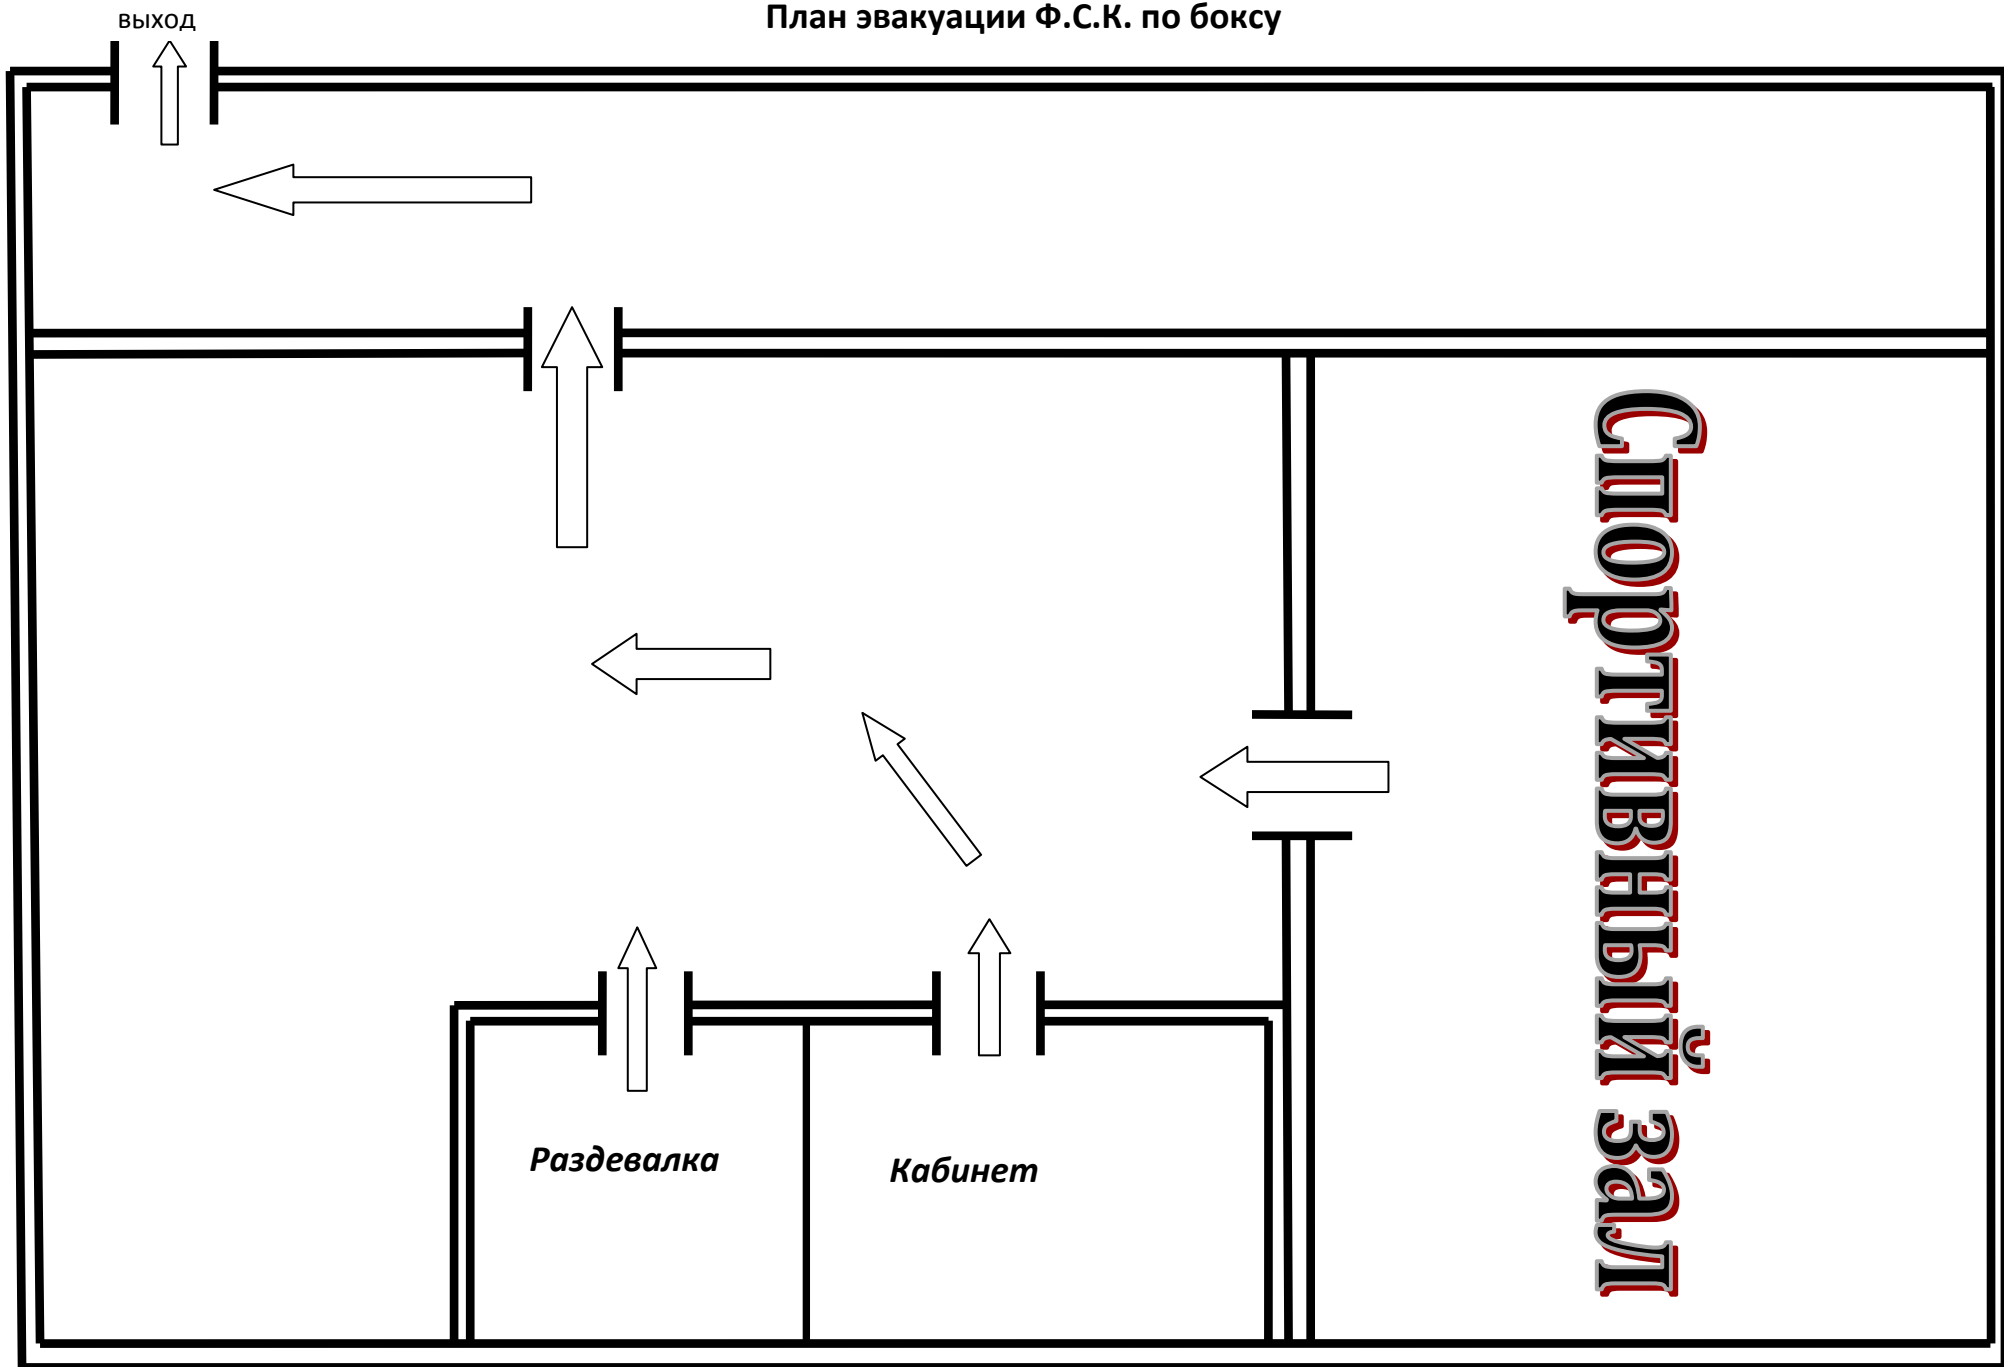 План эвакуации Ф.С.К. по боксу
выход
Спортивный зал
Раздевалка
Кабинет